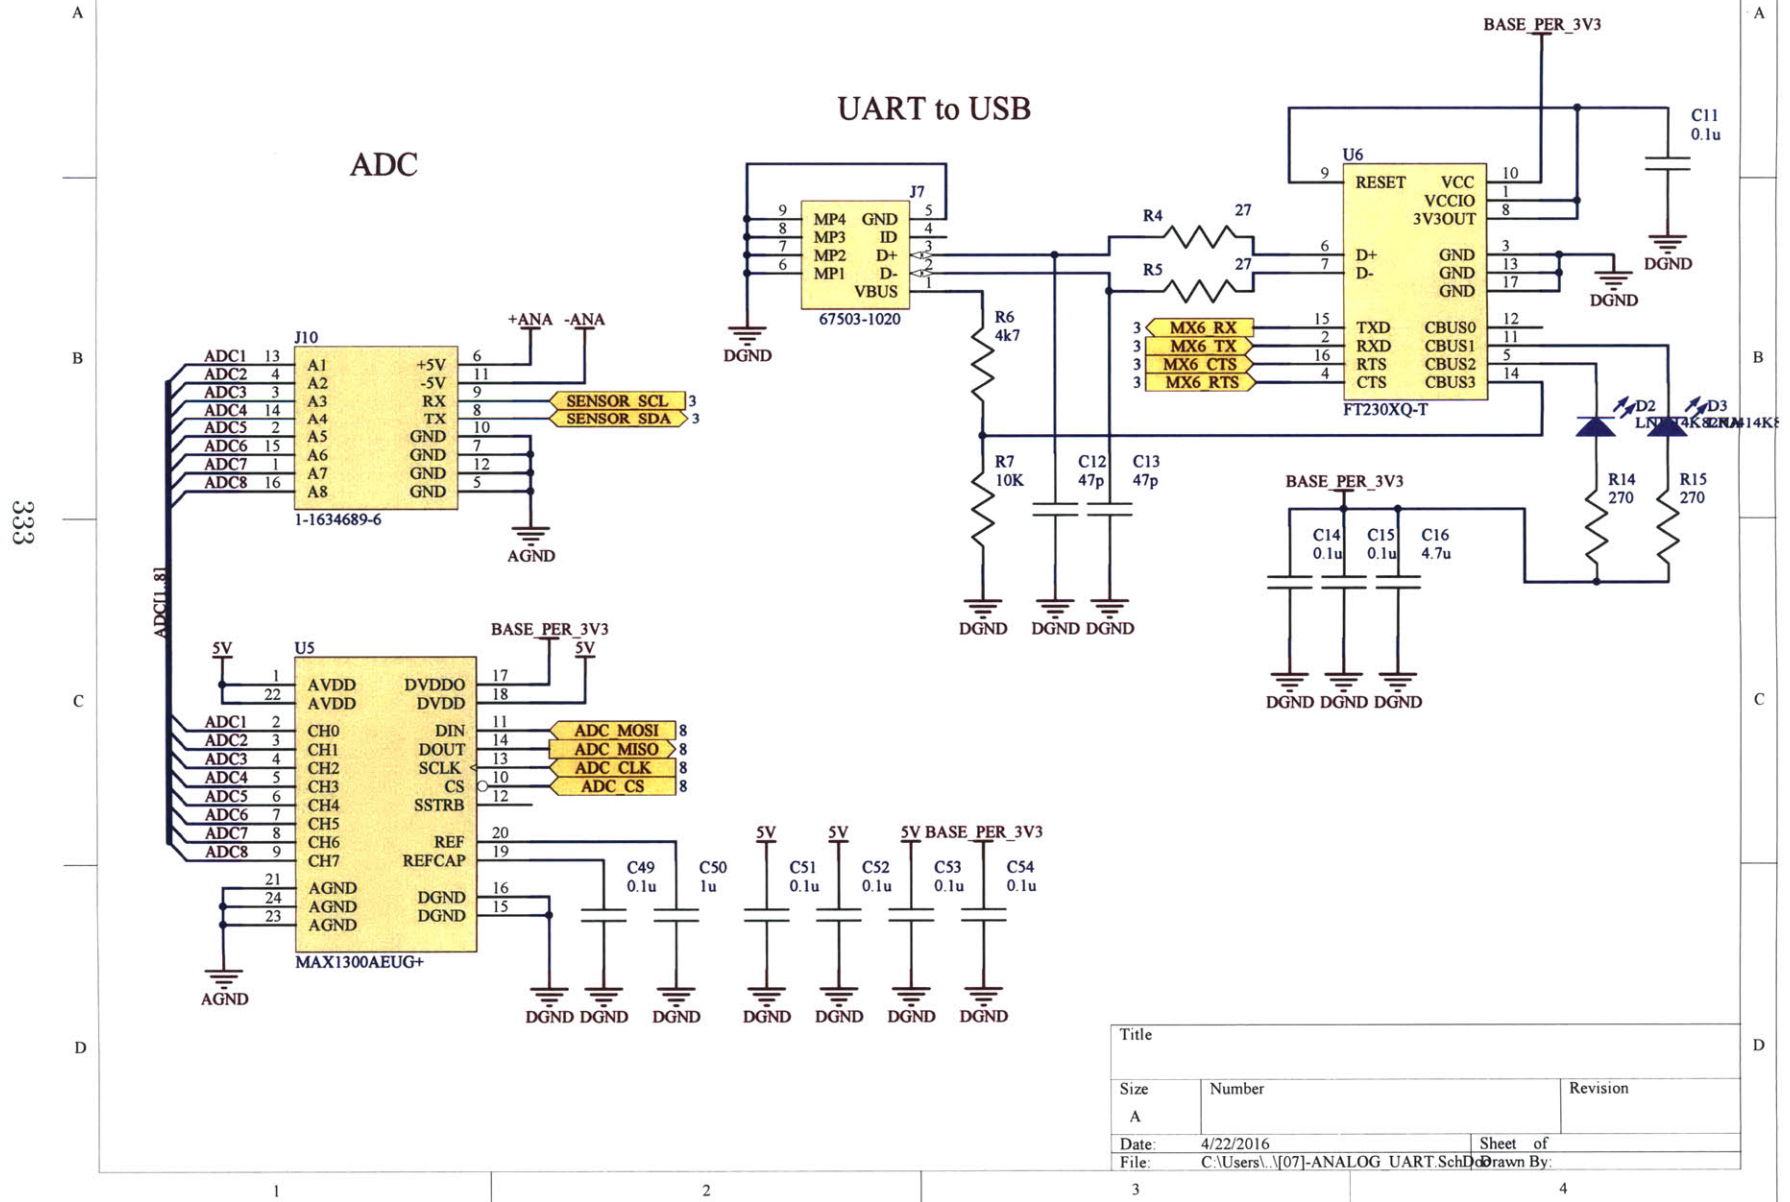 A
A
BASE_PER_3V3
UART to USB
ADC
C11
0.1u
DGND
J7
9 MP4 GND 5
8 MP3 ID 4
7 MP2 D+ 3
6 MP1 D- 2
VBUS 1
67503-1020
DGND
R4 27
R5 27
U6
9 RESET VCC 10
VCCIO 1
3V3OUT 8
6 D+ GND 3
7 D- GND 13
GND 17
DGND
3 MX6_RX 15 TXD CBUS0 12
3 MX6_TX 2 RXD CBUS1 11
3 MX6_CTS 16 RTS CBUS2 5
3 MX6_RTS 4 CTS CBUS3 14
FT230XQ-T
R6
4k7
R7
10K
C12
47p
C13
47p
DGND DGND DGND
D2
D3
R14
270
R15
270
BASE_PER_3V3
C14
0.1u
C15
0.1u
C16
4.7u
DGND DGND DGND
B
B
+ANA -ANA
J10
ADC1 13 A1 +5V 6
ADC2 4 A2 -5V 11
ADC3 3 A3 RX 9 SENSOR_SCL 3
ADC4 14 A4 TX 8 SENSOR_SDA 3
ADC5 2 A5 GND 10
ADC6 15 A6 GND 7
ADC7 1 A7 GND 12
ADC8 16 A8 GND 5
1-1634689-6
AGND
333
ADC[1..8]
C
C
BASE_PER_3V3
5V
5V
U5
1 AVDD DVDDO 17
22 AVDD DVDD 18
ADC1 2 CH0 DIN 11 ADC_MOSI 8
ADC2 3 CH1 DOUT 14 ADC_MISO 8
ADC3 4 CH2 SCLK 13 ADC_CLK 8
ADC4 5 CH3 CS 10 ADC_CS 8
ADC5 6 CH4 SSTRB 12
ADC6 7 CH5
ADC7 8 CH6 REF 20
ADC8 9 CH7 REFCAP 19
21 AGND DGND 16
24 AGND DGND 15
23 AGND
MAX1300AEUG+
AGND
5V 5V 5V BASE_PER_3V3
C49
0.1u
C50
1u
C51
0.1u
C52
0.1u
C53
0.1u
C54
0.1u
DGND DGND DGND DGND DGND DGND DGND
D
D
Title
Size Number Revision
A
Date: 4/22/2016 Sheet of
File: C:\Users\..\[07]-ANALOG_UART.SchDoc Drawn By:
1 2 3 4